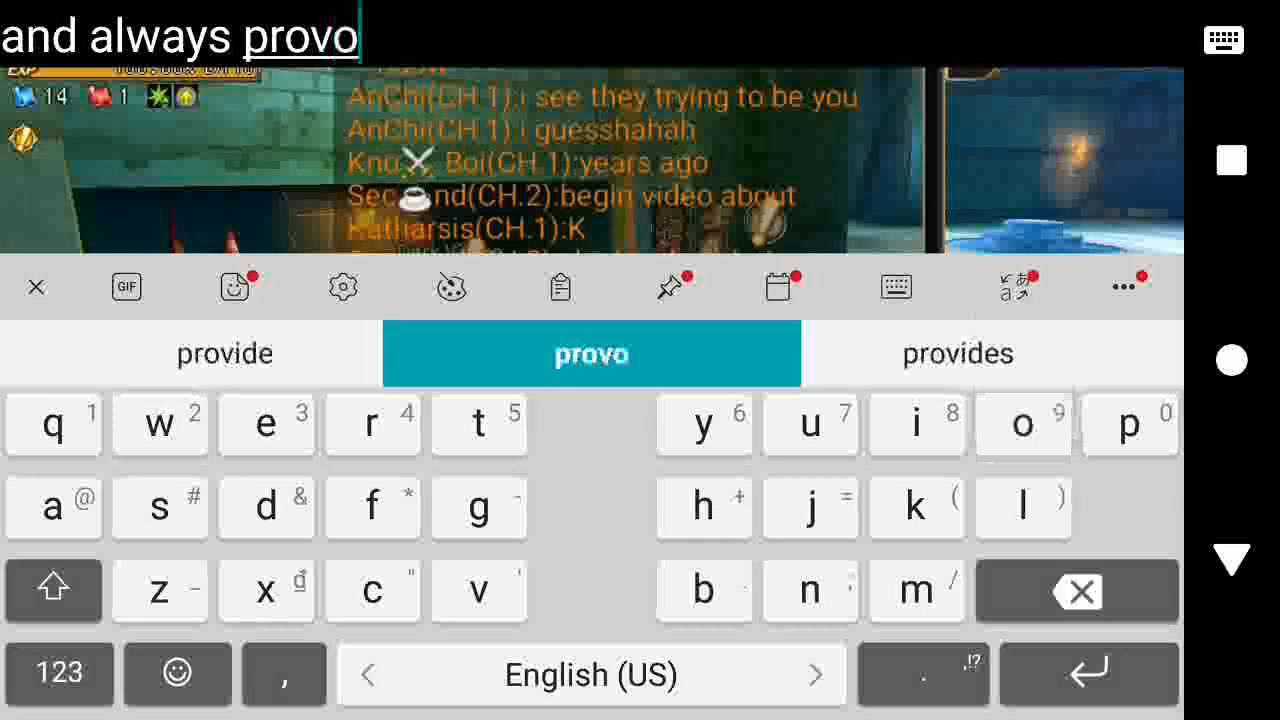 and always provo
EXP
14 1
AnChi(CH.1):i see they trying to be you
AnChi(CH.1):i guesshahah
Kno⚔ Boi(CH.1):years ago
Sec☕nd(CH.2):begin video about
Katharsis(CH.1):K
GIF
provide provo provides
q 1 w 2 e 3 r 4 t 5 y 6 u 7 i 8 o 9 p 0
a @ s # d & f * g - h + j = k ( l )
z _ x ₫ c " v ' b . n ; m / 
123 , < English (US) > . ,!?